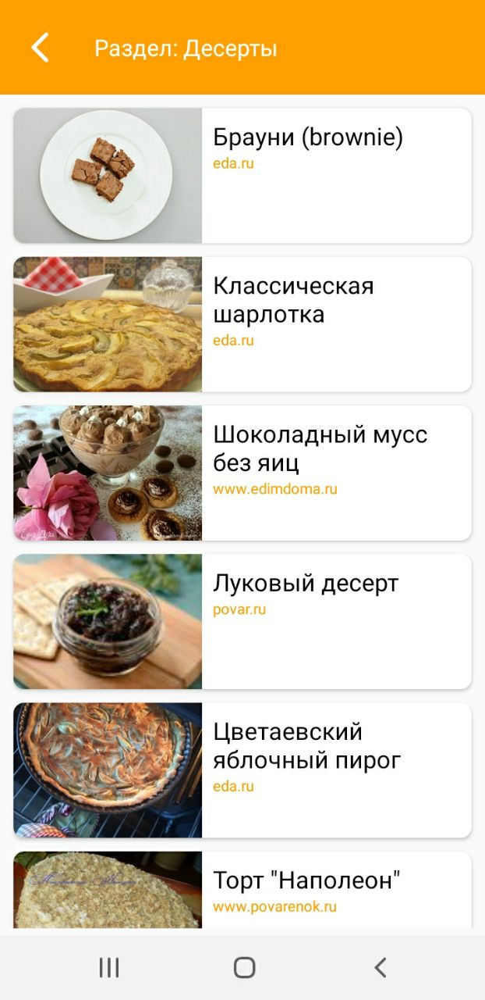 Раздел: Десерты
Брауни (brownie)
eda.ru
Классическая
шарлотка
eda.ru
Шоколадный мусс
без яиц
www.edimdoma.ru
Луковый десерт
povar.ru
Цветаевский
яблочный пирог
eda.ru
Торт "Наполеон"
www.povarenok.ru